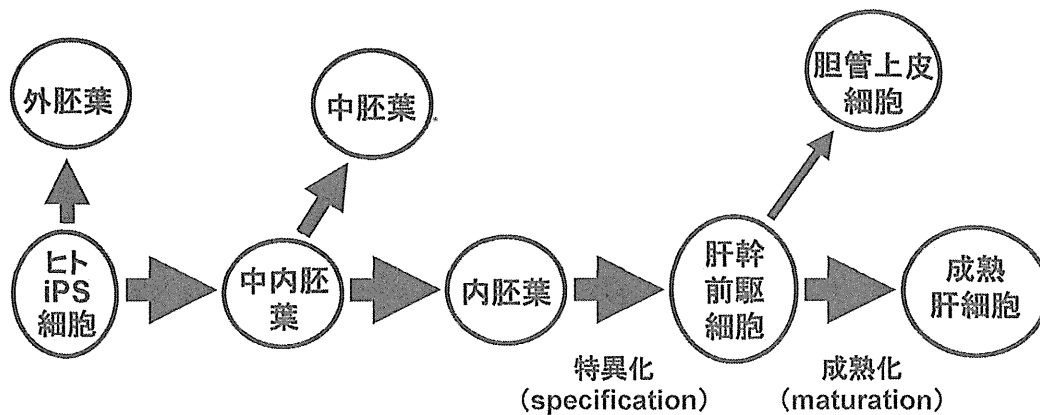 外胚葉
中胚葉
胆管上皮
細胞
ヒト
iPS
細胞
中内胚
葉
内胚葉
肝幹
前駆
細胞
成熟
肝細胞
特異化
(specification)
成熟化
(maturation)